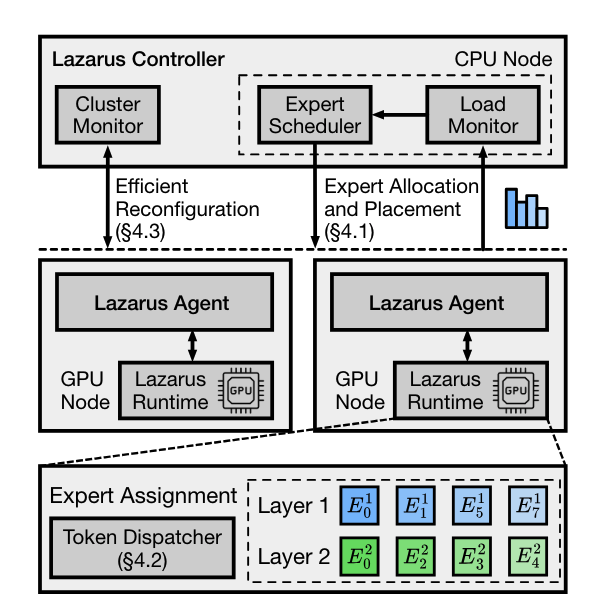 Lazarus Controller
CPU Node
Cluster
Monitor
Expert
Scheduler
Load
Monitor
Efficient
Reconfiguration
(§4.3)
Expert Allocation
and Placement
(§4.1)
Lazarus Agent
GPU
Node
Lazarus
Runtime
GPU
Lazarus Agent
GPU
Node
Lazarus
Runtime
GPU
Expert Assignment
Token Dispatcher
(§4.2)
Layer 1 E_0^1 E_1^1 E_5^1 E_7^1
Layer 2 E_0^2 E_2^2 E_3^2 E_4^2